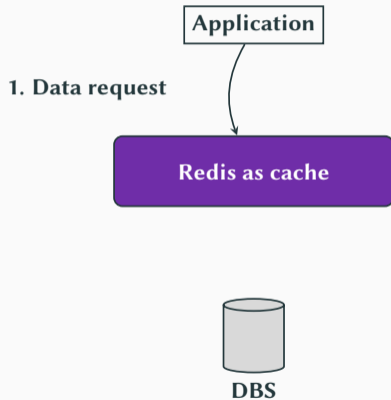 Application
1. Data request
Redis as cache
DBS